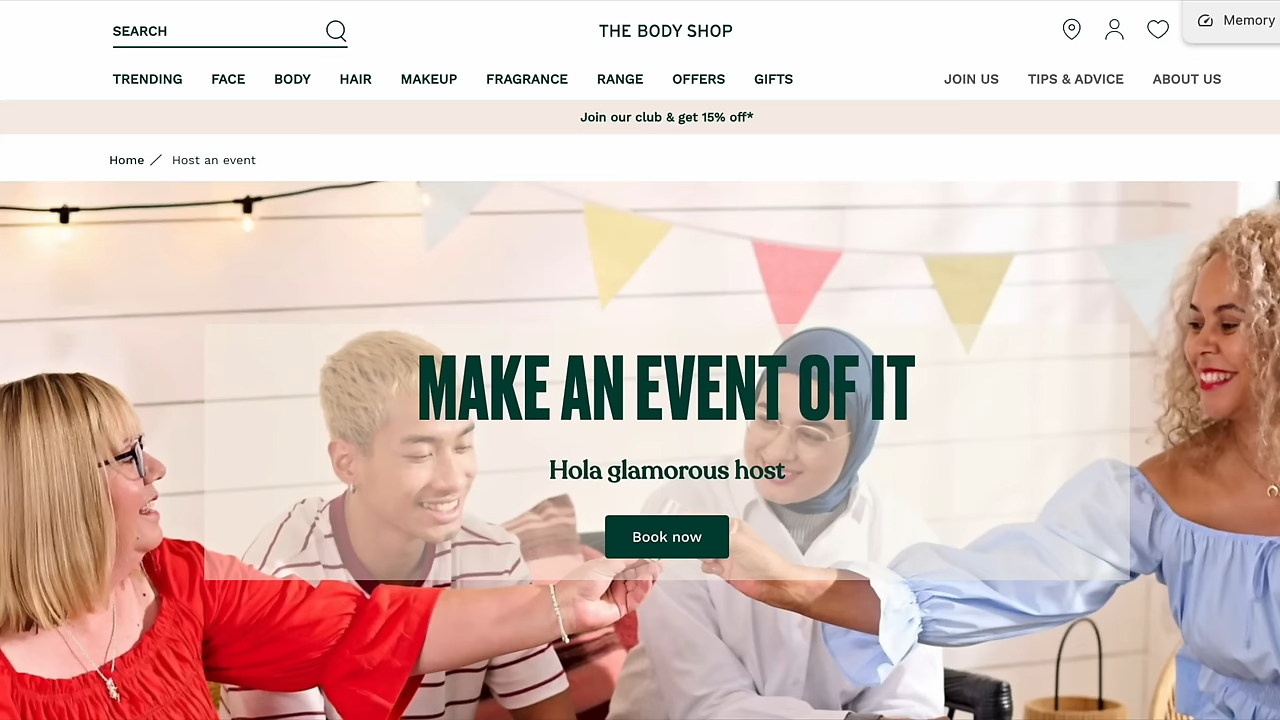 SEARCH
THE BODY SHOP
Memory
TRENDING FACE BODY HAIR MAKEUP FRAGRANCE RANGE OFFERS GIFTS JOIN US TIPS & ADVICE ABOUT US
Join our club & get 15% off*
Home / Host an event
MAKE AN EVENT OF IT
Hola glamorous host
Book now